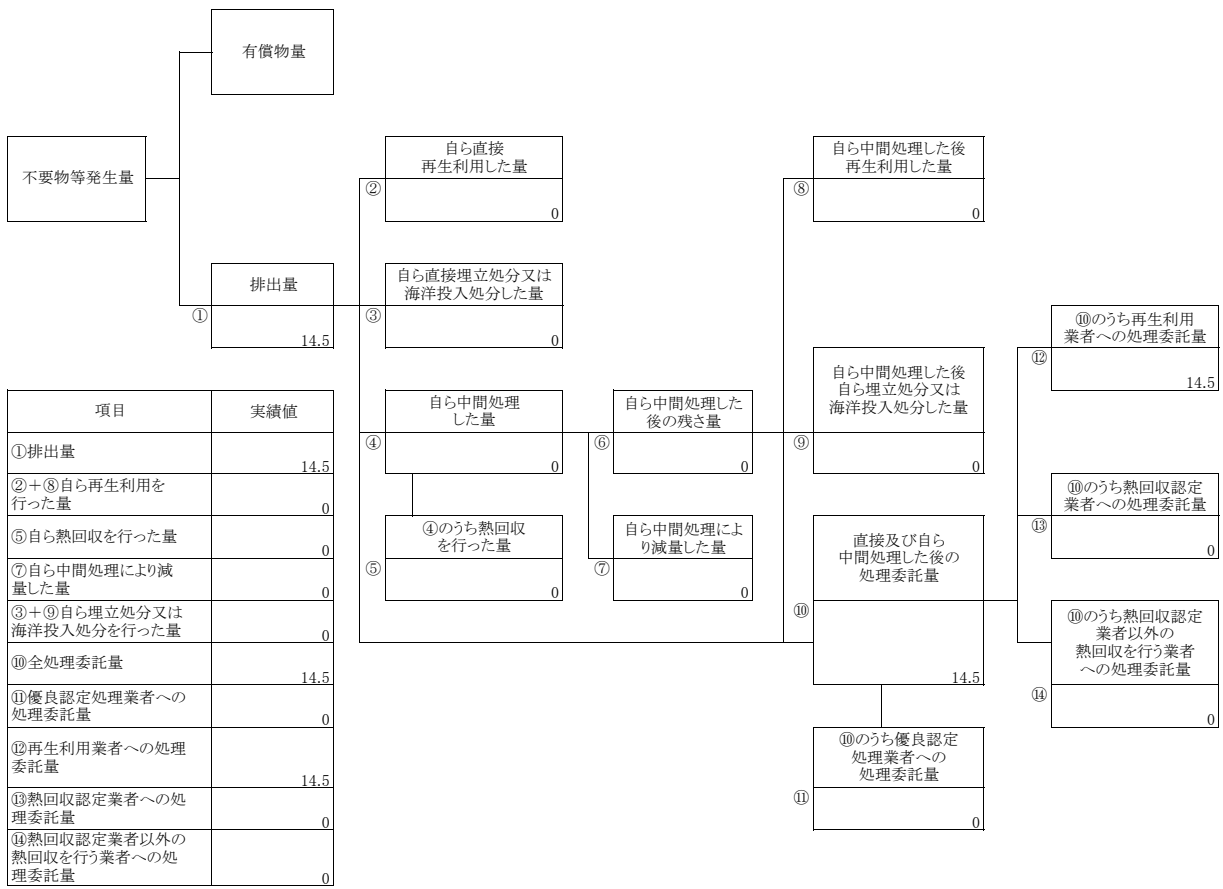 有償物量
不要物等発生量
排出量
①
14.5
自ら直接
再生利用した量
②
0
自ら直接埋立処分又は
海洋投入処分した量
③
0
自ら中間処理
した量
④
0
④のうち熱回収
を行った量
⑤
0
自ら中間処理した
後の残さ量
⑥
0
自ら中間処理によ
り減量した量
⑦
0
自ら中間処理した後
再生利用した量
⑧
0
自ら中間処理した後
自ら埋立処分又は
海洋投入処分した量
⑨
0
直接及び自ら
中間処理した後の
処理委託量
⑩
14.5
⑩のうち優良認定
処理業者への
処理委託量
⑪
0
⑩のうち再生利用
業者への処理委託量
⑫
14.5
⑩のうち熱回収認定
業者への処理委託量
⑬
0
⑩のうち熱回収認定
業者以外の
熱回収を行う業者
への処理委託量
⑭
0
項目 実績値
①排出量
14.5
②+⑧自ら再生利用を
行った量
0
⑤自ら熱回収を行った量
0
⑦自ら中間処理により減
量した量
0
③+⑨自ら埋立処分又は
海洋投入処分を行った量
0
⑩全処理委託量
14.5
⑪優良認定処理業者への
処理委託量
0
⑫再生利用業者への処理
委託量
14.5
⑬熱回収認定業者への処
理委託量
0
⑭熱回収認定業者以外の
熱回収を行う業者への処
理委託量
0